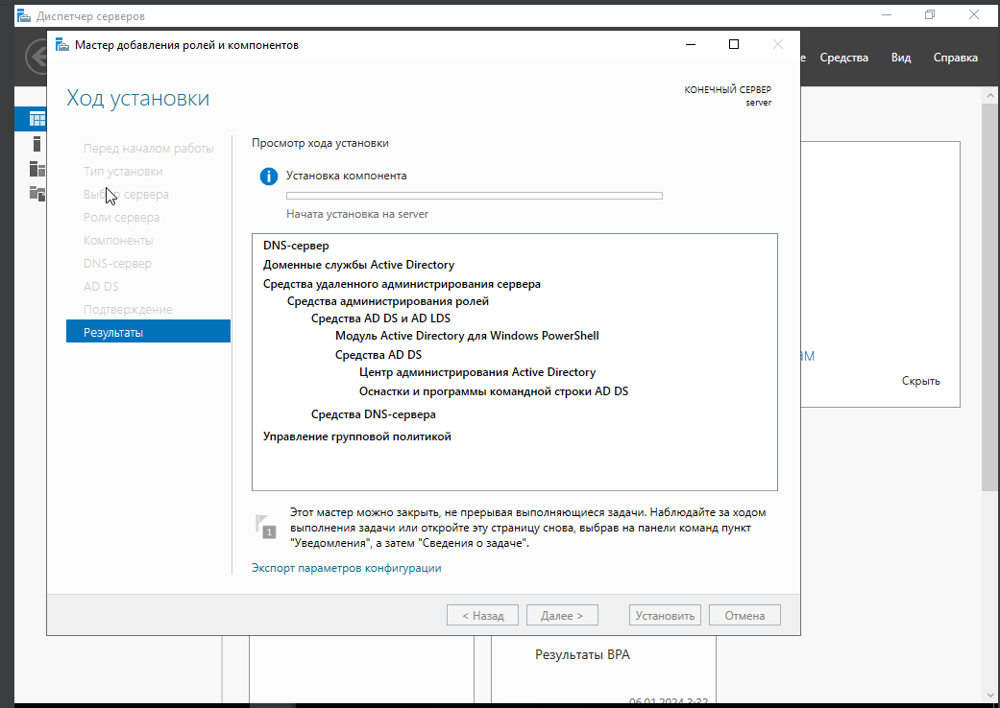 Диспетчер серверов
Мастер добавления ролей и компонентов
Средства
Вид
Справка
Ход установки
КОНЕЧНЫЙ СЕРВЕР
server
Перед началом работы
Тип установки
Выбор сервера
Роли сервера
Компоненты
DNS-сервер
AD DS
Подтверждение
Результаты
Просмотр хода установки
Установка компонента
Начата установка на server
DNS-сервер
Доменные службы Active Directory
Средства удаленного администрирования сервера
Средства администрирования ролей
Средства AD DS и AD LDS
Модуль Active Directory для Windows PowerShell
Средства AD DS
Центр администрирования Active Directory
Оснастки и программы командной строки AD DS
Средства DNS-сервера
Управление групповой политикой
1
Этот мастер можно закрыть, не прерывая выполняющиеся задачи. Наблюдайте за ходом
выполнения задачи или откройте эту страницу снова, выбрав на панели команд пункт
"Уведомления", а затем "Сведения о задаче".
Экспорт параметров конфигурации
< Назад
Далее >
Установить
Отмена
Скрыть
Результаты BPA
06.01.2024 3:32